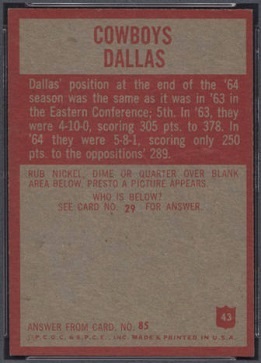 COWBOYS
DALLAS
Dallas' position at the end of the '64
season was the same as it was in '63 in
the Eastern Conference; 5th. In '63, they
were 4-10-0, scoring 305 pts. to 378. In
'64 they were 5-8-1, scoring only 250
pts. to the oppositions' 289.
RUB NICKEL, DIME OR QUARTER OVER BLANK
AREA BELOW, PRESTO A PICTURE APPEARS.
WHO IS BELOW?
SEE CARD NO. 29 FOR ANSWER.
43
ANSWER FROM CARD, NO. 85
P.C.G. & S.P.C.E., INC. MADE & PRINTED IN U.S.A.